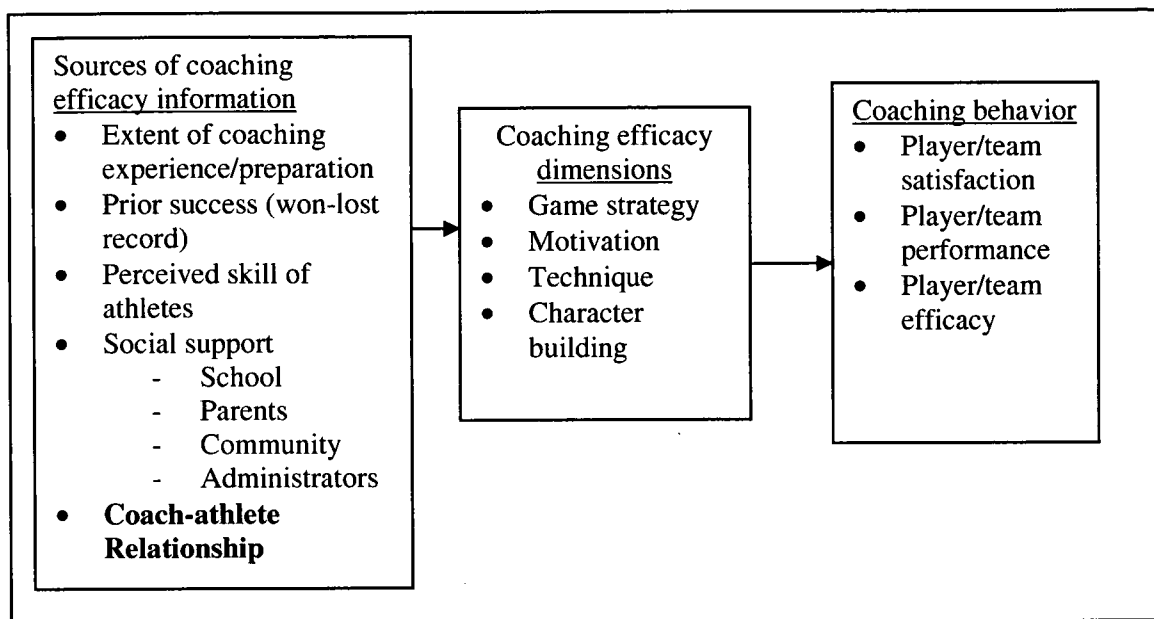 Sources of coaching
efficacy information
• Extent of coaching
experience/preparation
• Prior success (won-lost
record)
• Perceived skill of
athletes
• Social support
- School
- Parents
- Community
- Administrators
• Coach-athlete
Relationship
Coaching efficacy
dimensions
• Game strategy
• Motivation
• Technique
• Character
building
Coaching behavior
• Player/team
satisfaction
• Player/team
performance
• Player/team
efficacy